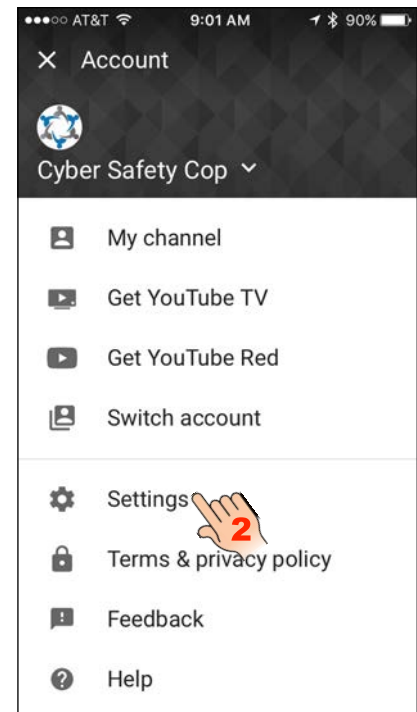 AT&T 9:01 AM 90%
Account
Cyber Safety Cop
My channel
Get YouTube TV
Get YouTube Red
Switch account
Settings
2
Terms & privacy policy
Feedback
Help